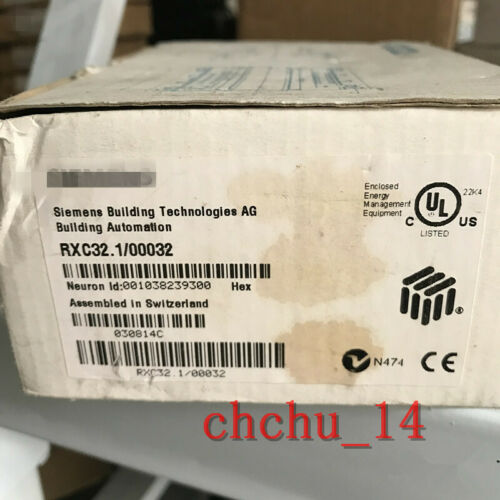 Siemens Building Technologies AG
Building Automation
RXC32.1/00032
Neuron Id:001038239300 Hex
Assembled in Switzerland
030814C
RXC32.1/00032
Enclosed
Energy
Management
Equipment
22K4
C UL US
LISTED
®
N474 CE
chchu_14